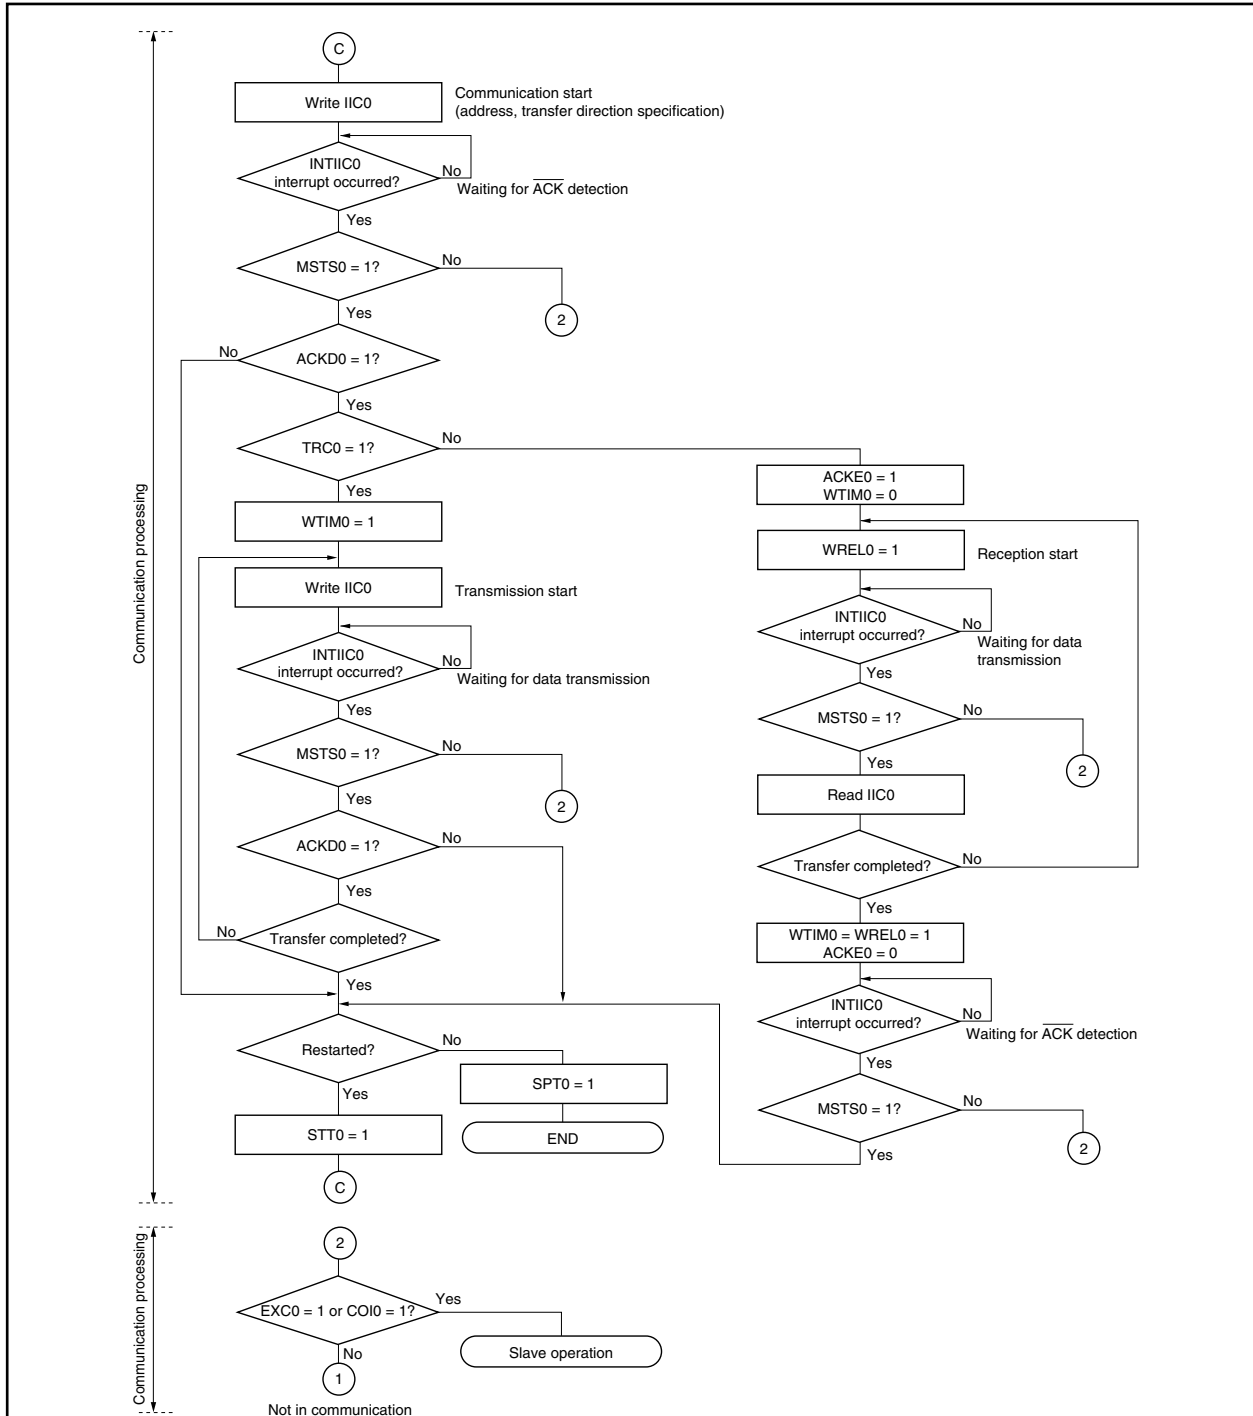 C
Write IIC0
Communication start
(address, transfer direction specification)
INTIIC0
interrupt occurred?
No
Waiting for ACK detection
Yes
MSTS0 = 1?
No
2
Yes
ACKD0 = 1?
No
Yes
TRC0 = 1?
No
Yes
WTIM0 = 1
Write IIC0
Transmission start
INTIIC0
interrupt occurred?
No
Waiting for data transmission
Yes
MSTS0 = 1?
No
2
Yes
ACKD0 = 1?
No
Yes
Transfer completed?
No
Yes
ACKE0 = 1
WTIM0 = 0
WREL0 = 1
Reception start
INTIIC0
interrupt occurred?
No
Waiting for data
transmission
Yes
MSTS0 = 1?
No
2
Yes
Read IIC0
Transfer completed?
No
Yes
WTIM0 = WREL0 = 1
ACKE0 = 0
INTIIC0
interrupt occurred?
No
Waiting for ACK detection
Yes
MSTS0 = 1?
No
2
Yes
Restarted?
No
SPT0 = 1
END
Yes
STT0 = 1
C
Communication processing
2
EXC0 = 1 or COI0 = 1?
Yes
Slave operation
No
1
Not in communication
Communication processing